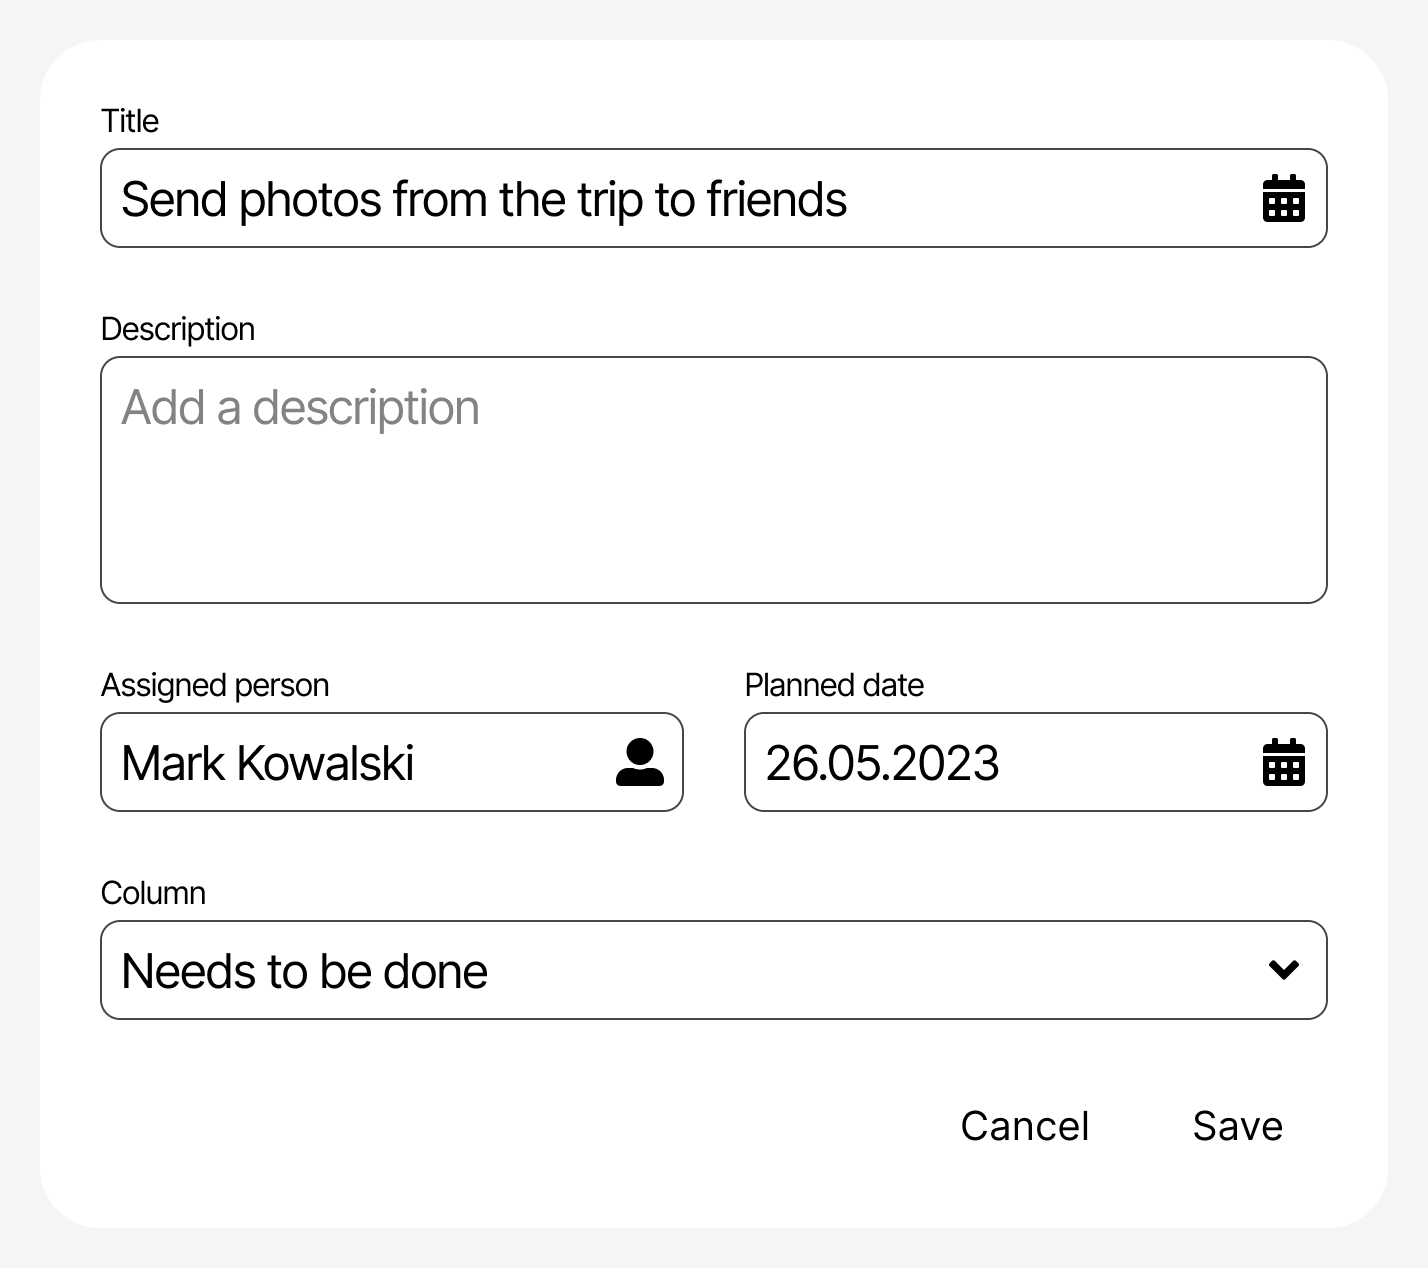 Title
Send photos from the trip to friends
Description
Add a description
Assigned person
Planned date
Mark Kowalski
26.05.2023
Column
Needs to be done
Cancel
Save